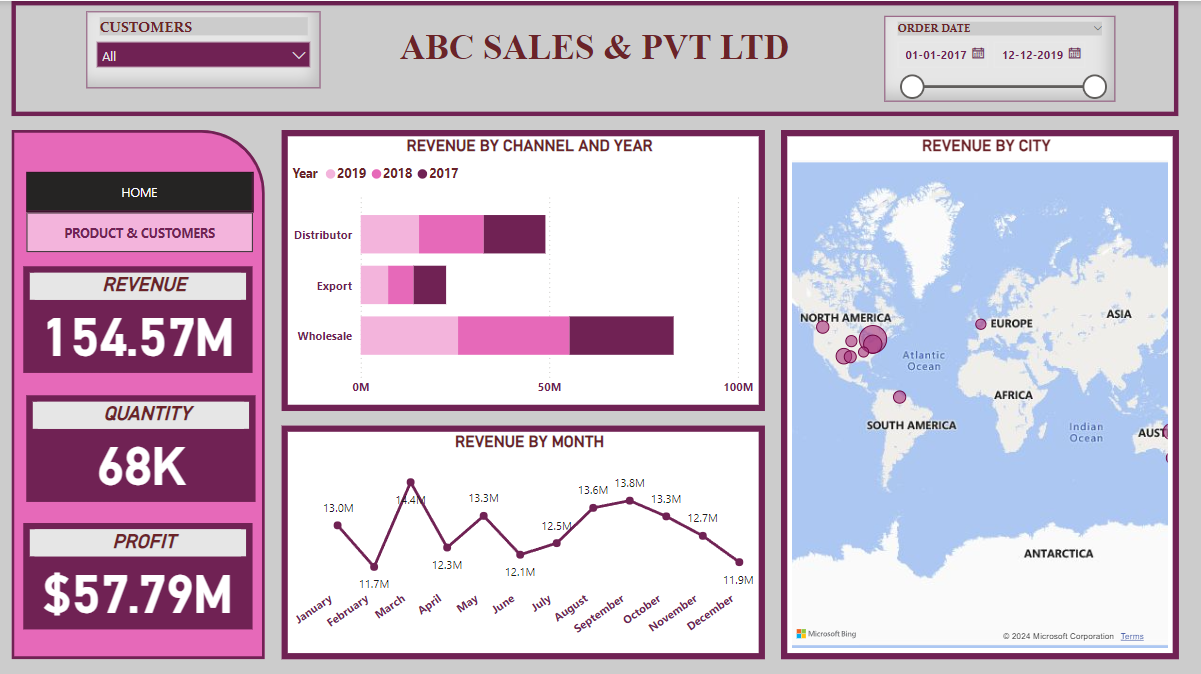 CUSTOMERS
All
ABC SALES & PVT LTD
ORDER DATE
01-01-2017
12-12-2019
HOME
PRODUCT & CUSTOMERS
REVENUE
154.57M
QUANTITY
68K
PROFIT
$57.79M
REVENUE BY CHANNEL AND YEAR
Year 2019 2018 2017
Distributor
Export
Wholesale
0M 50M 100M
REVENUE BY MONTH
13.0M
11.7M
14.4M
12.3M
13.3M
12.1M
12.5M
13.6M
13.8M
13.3M
12.7M
11.9M
January
February
March
April
May
June
July
August
September
October
November
December
REVENUE BY CITY
NORTH AMERICA
EUROPE
ASIA
Atlantic
Ocean
AFRICA
SOUTH AMERICA
Indian
Ocean
AUST
ANTARCTICA
Microsoft Bing
© 2024 Microsoft Corporation Terms